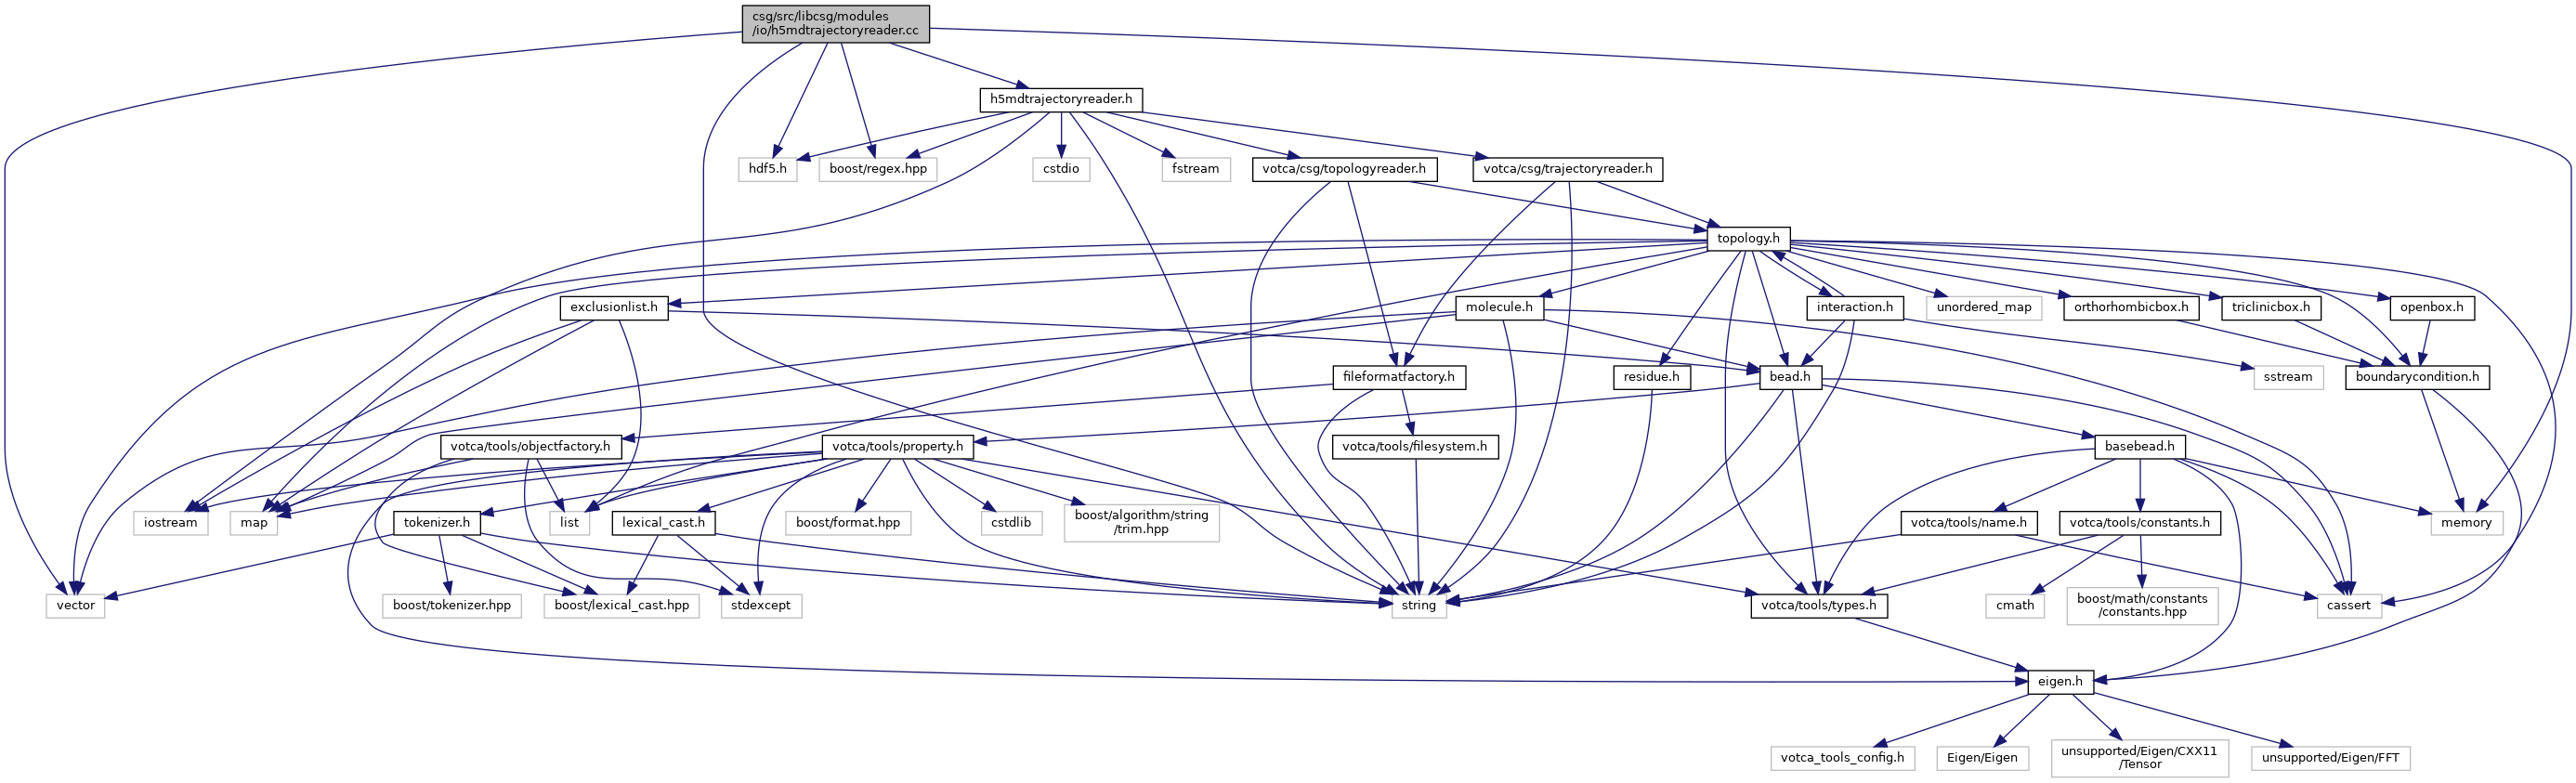 csg/src/libcsg/modules
/io/h5mdtrajectoryreader.cc
h5mdtrajectoryreader.h
hdf5.h
boost/regex.hpp
cstdio
fstream
votca/csg/topologyreader.h
votca/csg/trajectoryreader.h
topology.h
exclusionlist.h
molecule.h
interaction.h
unordered_map
orthorhombicbox.h
triclinicbox.h
openbox.h
fileformatfactory.h
residue.h
bead.h
sstream
boundarycondition.h
votca/tools/objectfactory.h
votca/tools/property.h
votca/tools/filesystem.h
basebead.h
iostream
map
tokenizer.h
list
lexical_cast.h
boost/format.hpp
cstdlib
boost/algorithm/string
/trim.hpp
votca/tools/name.h
votca/tools/constants.h
memory
vector
boost/tokenizer.hpp
boost/lexical_cast.hpp
stdexcept
string
votca/tools/types.h
cmath
boost/math/constants
/constants.hpp
cassert
eigen.h
votca_tools_config.h
Eigen/Eigen
unsupported/Eigen/CXX11
/Tensor
unsupported/Eigen/FFT